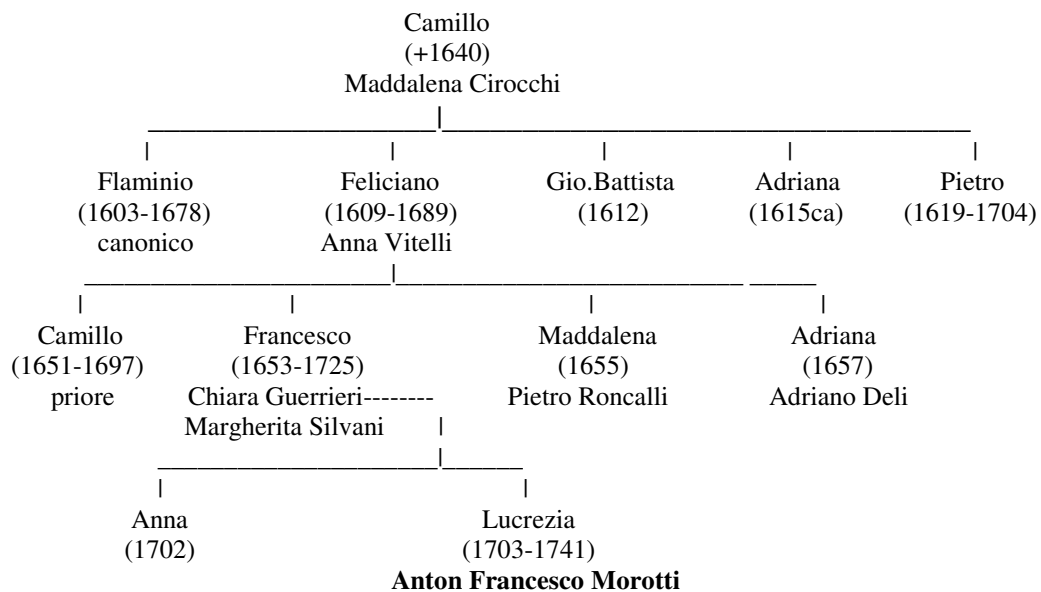 Camillo
(+1640)
Maddalena Cirocchi
Flaminio Feliciano Gio.Battista Adriana Pietro
(1603-1678) (1609-1689) (1612) (1615ca) (1619-1704)
canonico Anna Vitelli
Camillo Francesco Maddalena Adriana
(1651-1697) (1653-1725) (1655) (1657)
priore Chiara Guerrieri-------- Pietro Roncalli Adriano Deli
Margherita Silvani
Anna Lucrezia
(1702) (1703-1741)
Anton Francesco Morotti